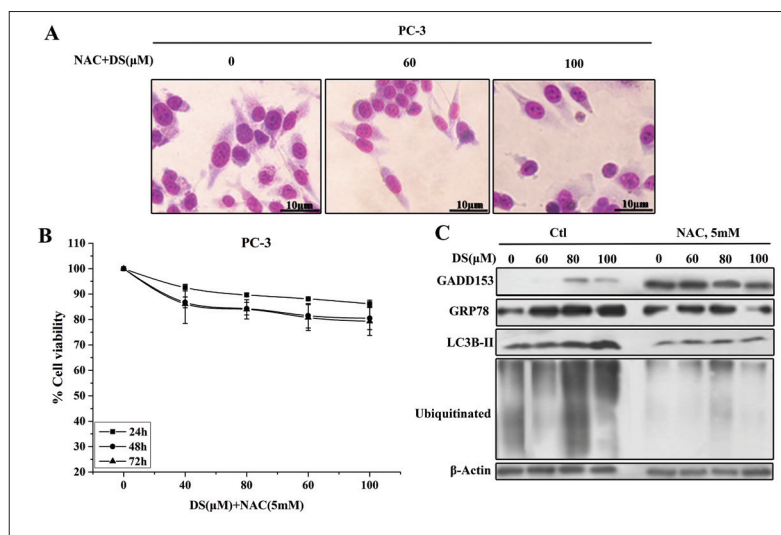 A
PC-3
NAC+DS(μM) 0 60 100
10μm 10μm 10μm
B
PC-3
% Cell viability
110
100
90
80
70
60
50
40
30
20
24h
48h
72h
0 40 80 60 100
DS(μM)+NAC(5mM)
C
Ctl NAC, 5mM
DS(μM) 0 60 80 100 0 60 80 100
GADD153
GRP78
LC3B-II
Ubiquitinated
β-Actin